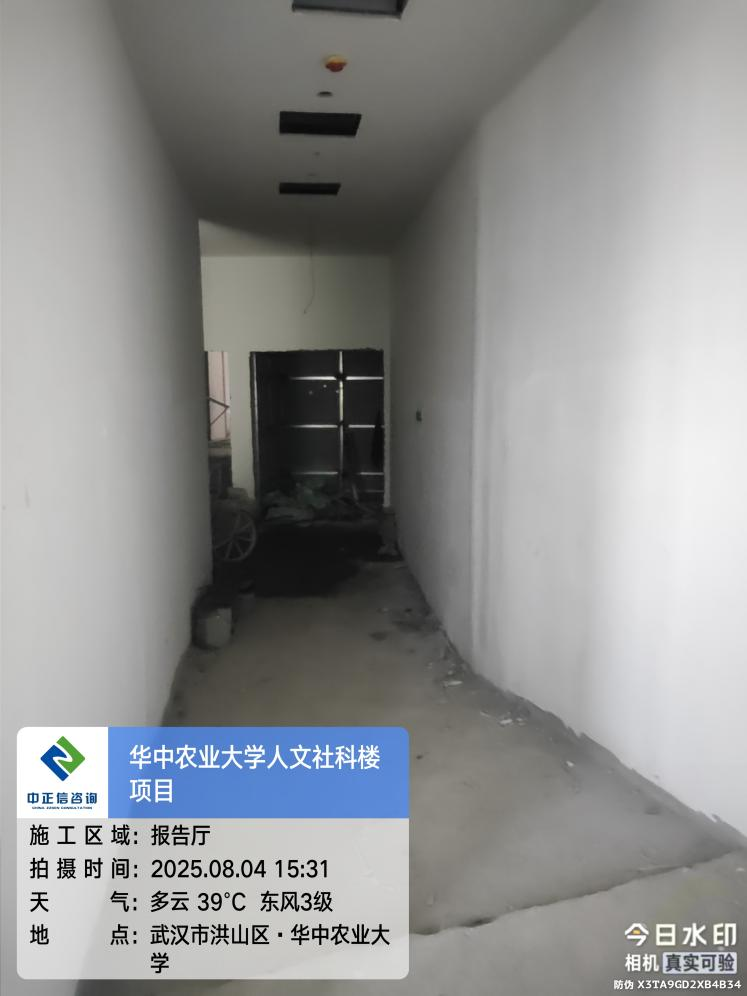 华中农业大学人文社科楼
项目
中正信咨询
施工区域：报告厅
拍摄时间：2025.08.04 15:31
天气：多云 39°C 东风3级
地点：武汉市洪山区·华中农业大
学
今日水印
相机 真实可验
防伪 X3TA9GD2XB4B34